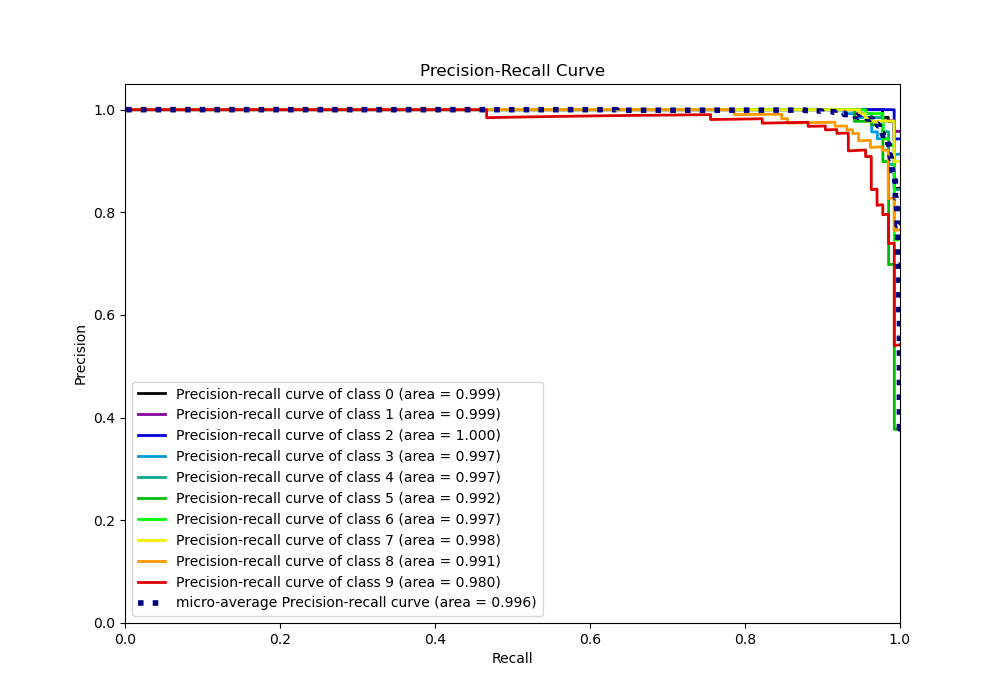 Precision-Recall Curve
1.0
0.8
0.6
0.4
0.2
0.0
Precision
Precision-recall curve of class 0 (area = 0.999)
Precision-recall curve of class 1 (area = 0.999)
Precision-recall curve of class 2 (area = 1.000)
Precision-recall curve of class 3 (area = 0.997)
Precision-recall curve of class 4 (area = 0.997)
Precision-recall curve of class 5 (area = 0.992)
Precision-recall curve of class 6 (area = 0.997)
Precision-recall curve of class 7 (area = 0.998)
Precision-recall curve of class 8 (area = 0.991)
Precision-recall curve of class 9 (area = 0.980)
micro-average Precision-recall curve (area = 0.996)
0.0 0.2 0.4 0.6 0.8 1.0
Recall